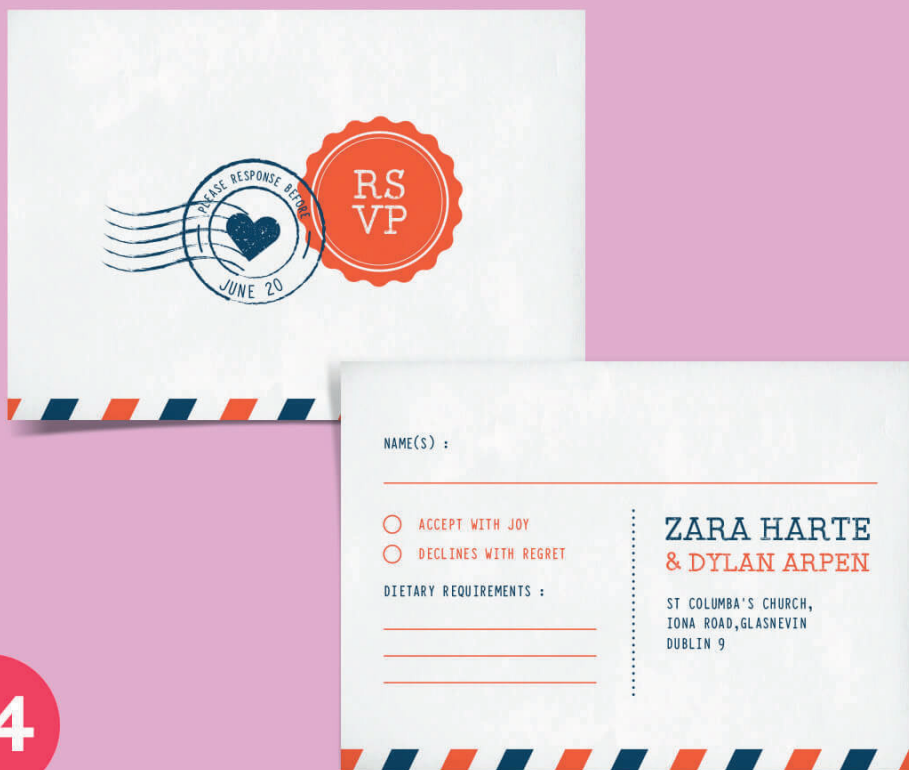 PLEASE RESPONSE BEFORE
JUNE 20
RS
VP
NAME(S) :
ACCEPT WITH JOY
DECLINES WITH REGRET
DIETARY REQUIREMENTS :
ZARA HARTE
& DYLAN ARPEN
ST COLUMBA'S CHURCH,
IONA ROAD,GLASNEVIN
DUBLIN 9
4